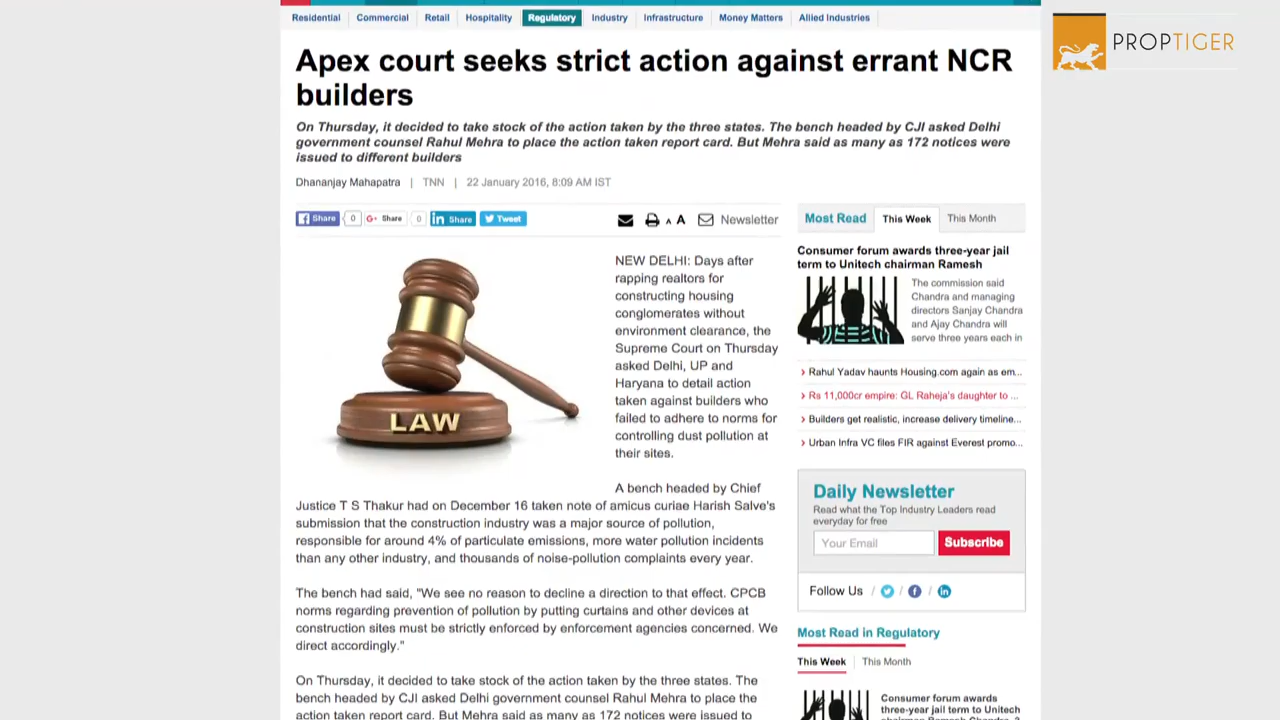 Residential
Commercial
Retail
Hospitality
Regulatory
Industry
Infrastructure
Money Matters
Allied Industries
PROPTIGER
Apex court seeks strict action against errant NCR
builders
On Thursday, it decided to take stock of the action taken by the three states. The bench headed by CJI asked Delhi
government counsel Rahul Mehra to place the action taken report card. But Mehra said as many as 172 notices were
issued to different builders
Dhananjay Mahapatra | TNN | 22 January 2016, 8:09 AM IST
Share 0 G+ Share 0 in Share Tweet
A A Newsletter
NEW DELHI: Days after
rapping realtors for
constructing housing
conglomerates without
environment clearance, the
Supreme Court on Thursday
asked Delhi, UP and
Haryana to detail action
taken against builders who
failed to adhere to norms for
controlling dust pollution at
their sites.
LAW
A bench headed by Chief
Justice T S Thakur had on December 16 taken note of amicus curiae Harish Salve's
submission that the construction industry was a major source of pollution,
responsible for around 4% of particulate emissions, more water pollution incidents
than any other industry, and thousands of noise-pollution complaints every year.
The bench had said, "We see no reason to decline a direction to that effect. CPCB
norms regarding prevention of pollution by putting curtains and other devices at
construction sites must be strictly enforced by enforcement agencies concerned. We
direct accordingly."
On Thursday, it decided to take stock of the action taken by the three states. The
bench headed by CJI asked Delhi government counsel Rahul Mehra to place the
action taken report card. But Mehra said as many as 172 notices were issued to
Most Read
This Week
This Month
Consumer forum awards three-year jail
term to Unitech chairman Ramesh
The commission said
Chandra and managing
directors Sanjay Chandra
and Ajay Chandra will
serve three years each in
› Rahul Yadav haunts Housing.com again as em...
› Rs 11,000cr empire: GL Raheja's daughter to ...
› Builders get realistic, increase delivery timeline...
› Urban Infra VC files FIR against Everest promo...
Daily Newsletter
Read what the Top Industry Leaders read
everyday for free
Your Email
Subscribe
Follow Us / / / in
Most Read in Regulatory
This Week
This Month
Consumer forum awards
three-year jail term to Unitech